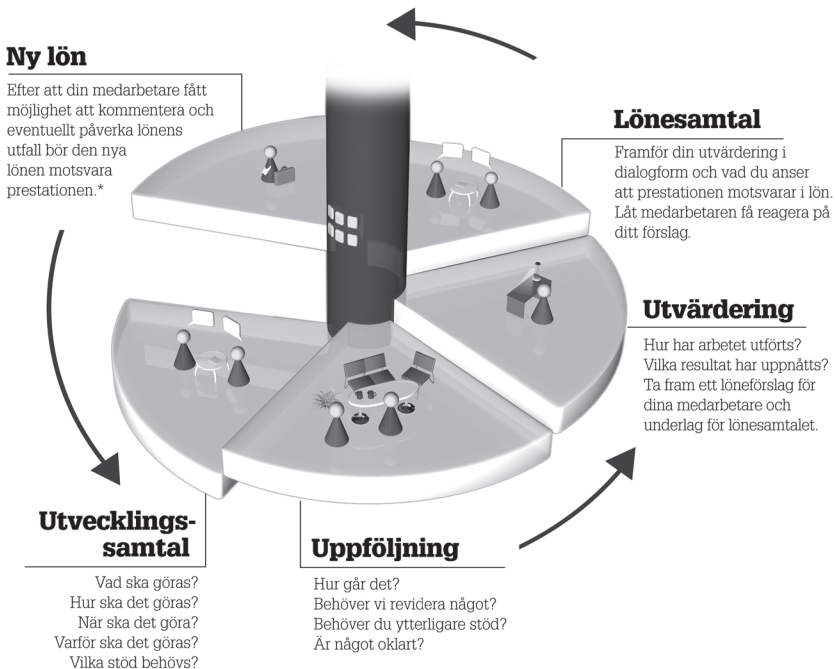 Ny lön
Efter att din medarbetare fått
möjlighet att kommentera och
eventuellt påverka lönens
utfall bör den nya
lönen motsvara
prestationen.*
Lönesamtal
Framför din utvärdering i
dialogform och vad du anser
att prestationen motsvarar i lön.
Låt medarbetaren få reagera på
ditt förslag.
Utvärdering
Hur har arbetet utförts?
Vilka resultat har uppnåtts?
Ta fram ett löneförslag för
dina medarbetare och
underlag för lönesamtalet.
Utvecklings-
samtal
Vad ska göras?
Hur ska det göras?
När ska det göra?
Varför ska det göras?
Vilka stöd behövs?
Uppföljning
Hur går det?
Behöver vi revidera något?
Behöver du ytterligare stöd?
Är något oklart?